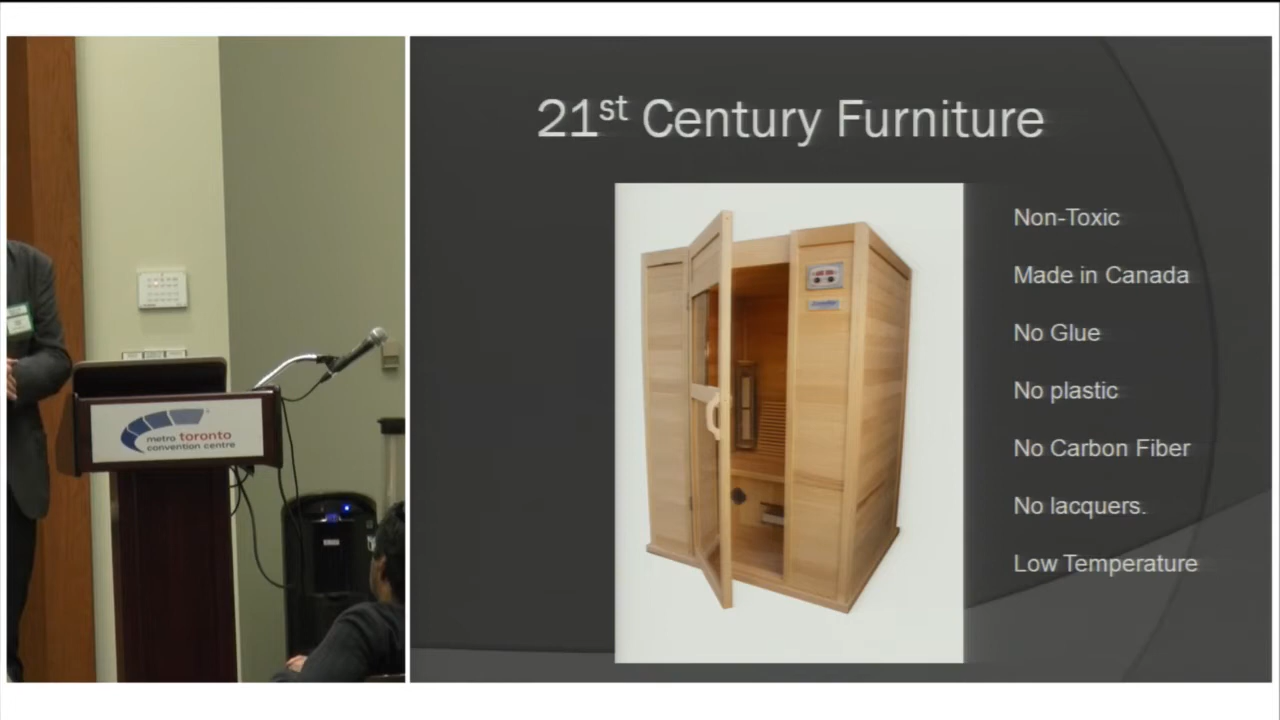 metro toronto
convention centre
21st Century Furniture
Non-Toxic
Made in Canada
No Glue
No plastic
No Carbon Fiber
No lacquers.
Low Temperature